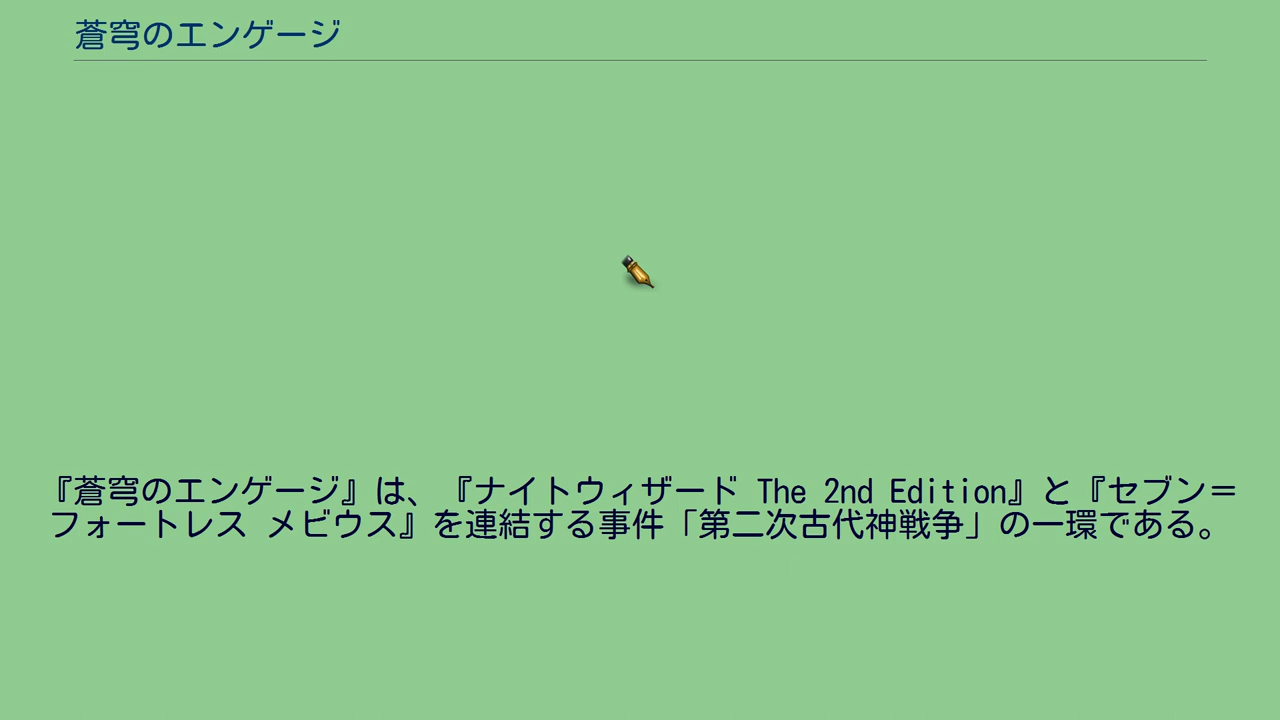 蒼穹のエンゲージ
『蒼穹のエンゲージ』は、『ナイトウィザード The 2nd Edition』と『セブン＝
フォートレス メビウス』を連結する事件「第二次古代神戦争」の一環である。